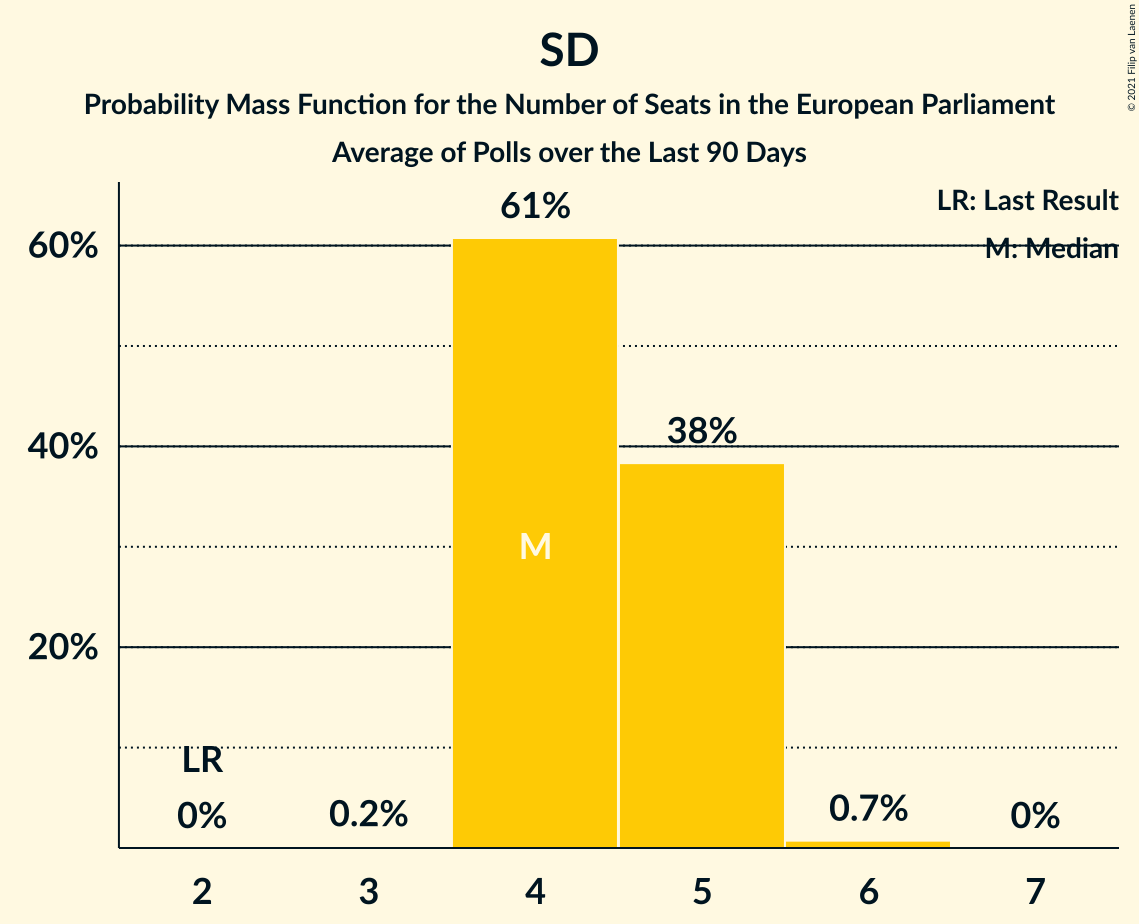 SD
Probability Mass Function for the Number of Seats in the European Parliament
Average of Polls over the Last 90 Days
© 2021 Filip van Laenen
LR: Last Result
M: Median
61%
60%
38%
40%
M
20%
LR
0%
0.2%
0.7%
0%
2 3 4 5 6 7